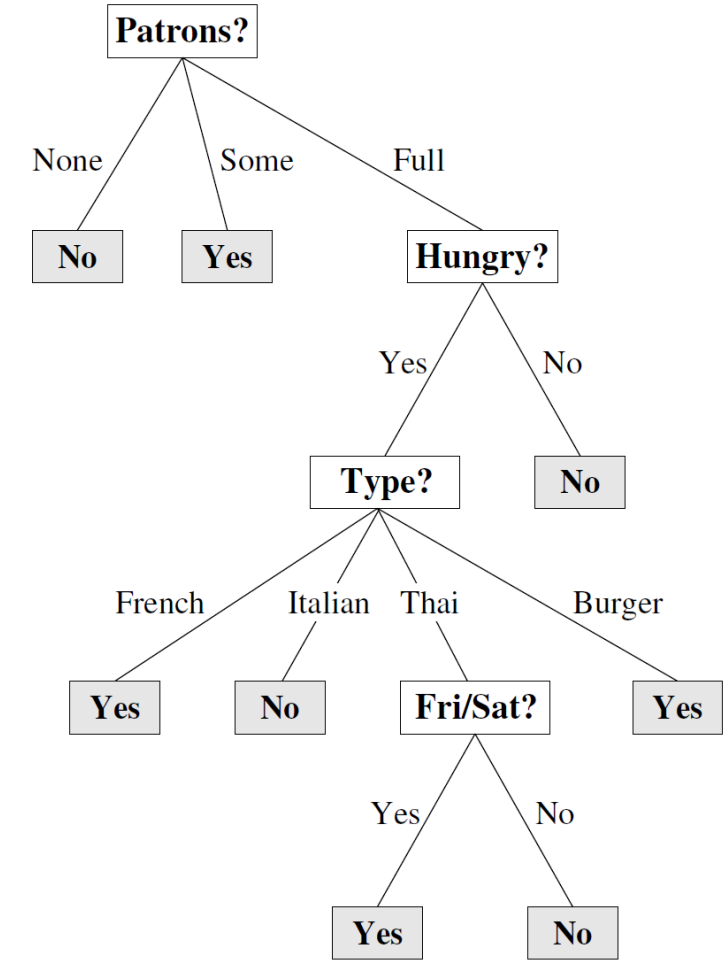 Patrons?
None Some Full
No Yes Hungry?
Yes No
Type? No
French Italian Thai Burger
Yes No Fri/Sat? Yes
Yes No
Yes No